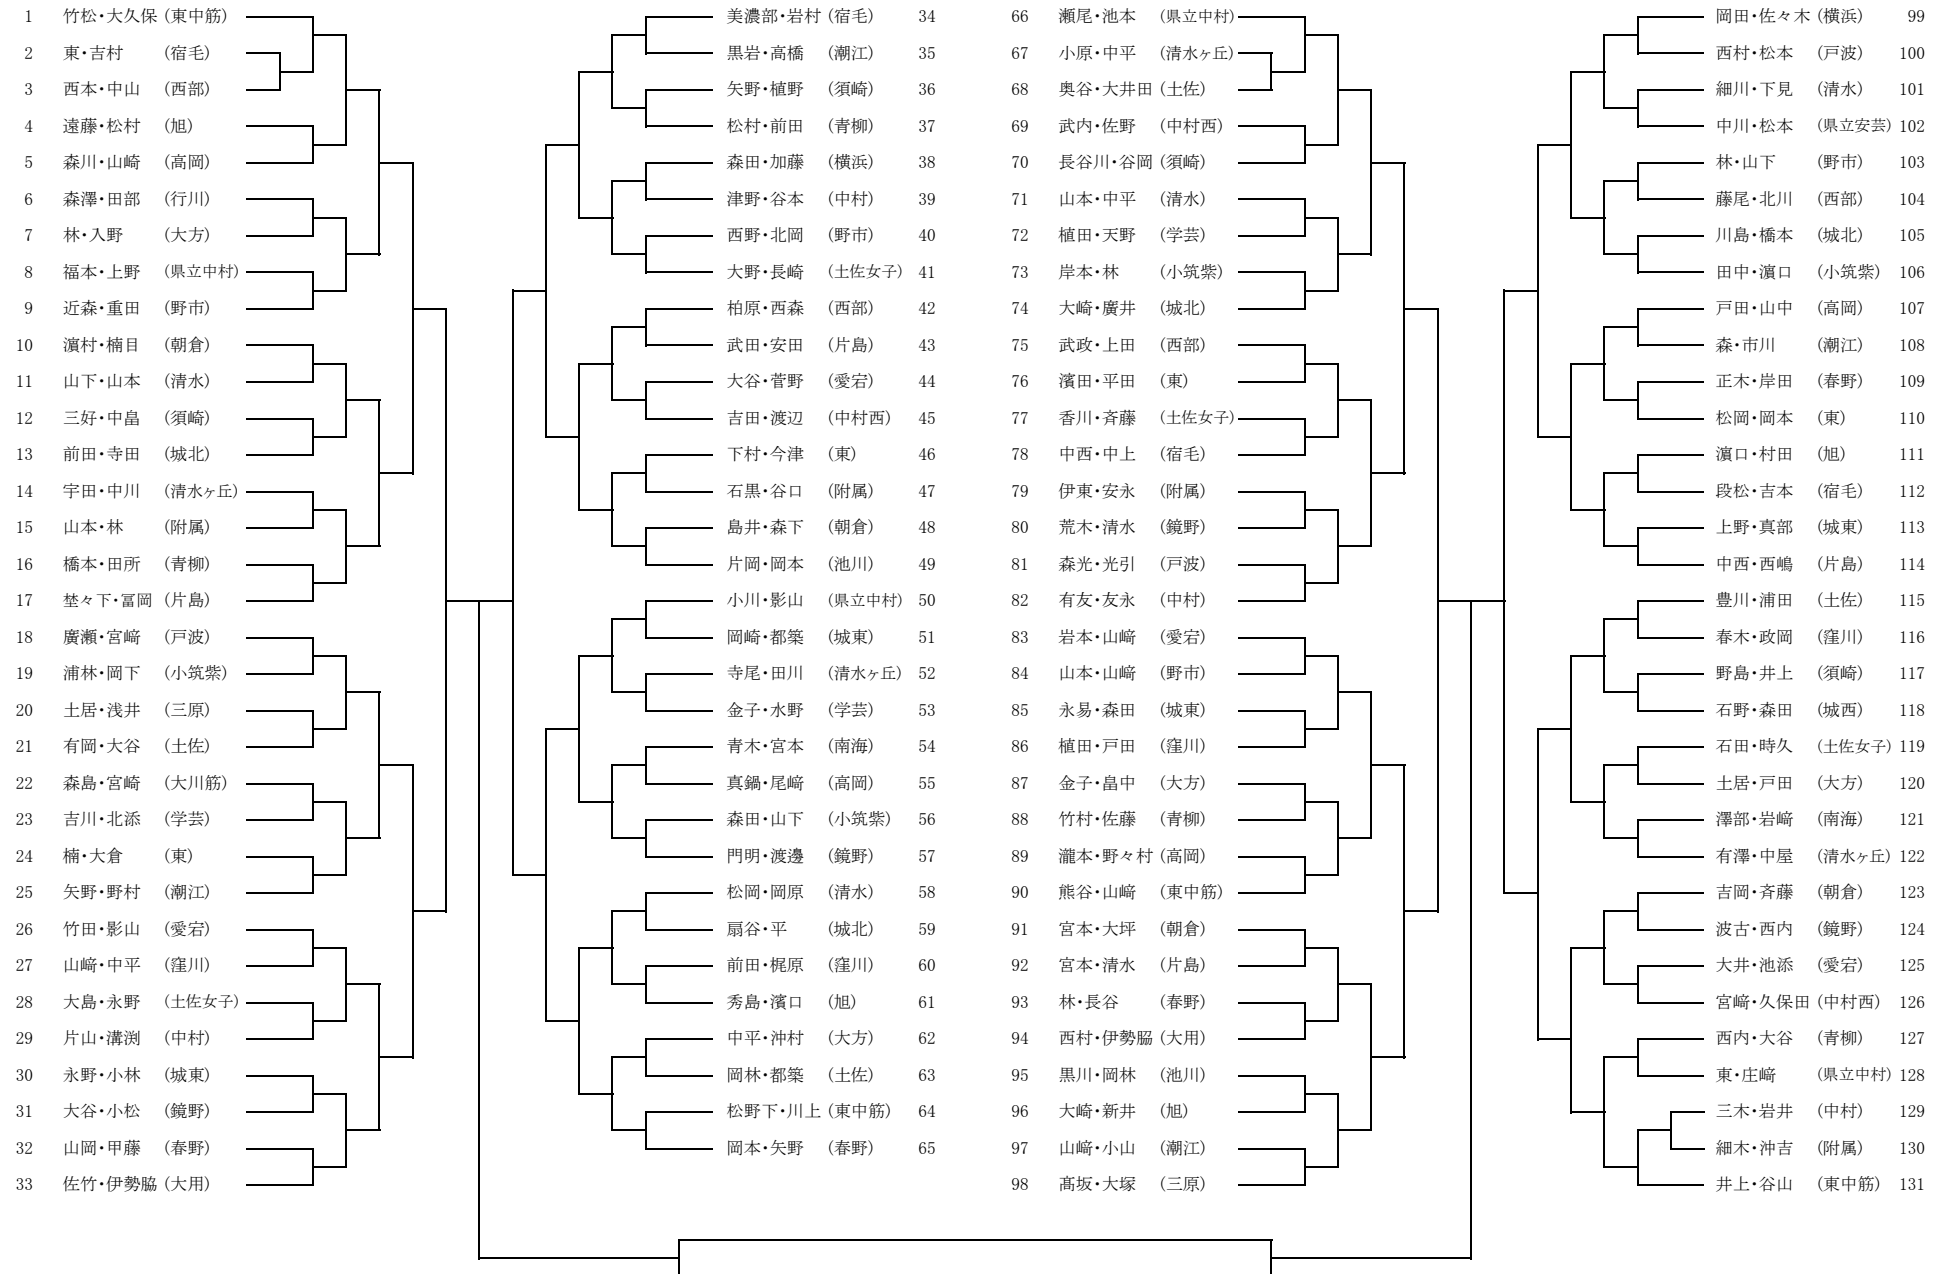 1 竹松・大久保 (東中筋)
2 東・吉村 (宿毛)
3 西本・中山 (西部)
4 遠藤・松村 (旭)
5 森川・山崎 (高岡)
6 森澤・田部 (行川)
7 林・入野 (大方)
8 福本・上野 (県立中村)
9 近森・重田 (野市)
10 濵村・楠目 (朝倉)
11 山下・山本 (清水)
12 三好・中畠 (須崎)
13 前田・寺田 (城北)
14 宇田・中川 (清水ヶ丘)
15 山本・林 (附属)
16 橋本・田所 (青柳)
17 埜々下・冨岡 (片島)
18 廣瀬・宮﨑 (戸波)
19 浦林・岡下 (小筑紫)
20 土居・浅井 (三原)
21 有岡・大谷 (土佐)
22 森島・宮崎 (大川筋)
23 吉川・北添 (学芸)
24 楠・大倉 (東)
25 矢野・野村 (潮江)
26 竹田・影山 (愛宕)
27 山﨑・中平 (窪川)
28 大島・永野 (土佐女子)
29 片山・溝渕 (中村)
30 永野・小林 (城東)
31 大谷・小松 (鏡野)
32 山岡・甲藤 (春野)
33 佐竹・伊勢脇 (大用)
美濃部・岩村 (宿毛) 34
黒岩・高橋 (潮江) 35
矢野・植野 (須崎) 36
松村・前田 (青柳) 37
森田・加藤 (横浜) 38
津野・谷本 (中村) 39
西野・北岡 (野市) 40
大野・長崎 (土佐女子) 41
柏原・西森 (西部) 42
武田・安田 (片島) 43
大谷・菅野 (愛宕) 44
吉田・渡辺 (中村西) 45
下村・今津 (東) 46
石黒・谷口 (附属) 47
島井・森下 (朝倉) 48
片岡・岡本 (池川) 49
小川・影山 (県立中村) 50
岡崎・都築 (城東) 51
寺尾・田川 (清水ヶ丘) 52
金子・水野 (学芸) 53
青木・宮本 (南海) 54
真鍋・尾﨑 (高岡) 55
森田・山下 (小筑紫) 56
門明・渡邊 (鏡野) 57
松岡・岡原 (清水) 58
扇谷・平 (城北) 59
前田・梶原 (窪川) 60
秀島・濱口 (旭) 61
中平・沖村 (大方) 62
岡林・都築 (土佐) 63
松野下・川上 (東中筋) 64
岡本・矢野 (春野) 65
66 瀬尾・池本 (県立中村)
67 小原・中平 (清水ヶ丘)
68 奥谷・大井田 (土佐)
69 武内・佐野 (中村西)
70 長谷川・谷岡 (須崎)
71 山本・中平 (清水)
72 植田・天野 (学芸)
73 岸本・林 (小筑紫)
74 大崎・廣井 (城北)
75 武政・上田 (西部)
76 濱田・平田 (東)
77 香川・斉藤 (土佐女子)
78 中西・中上 (宿毛)
79 伊東・安永 (附属)
80 荒木・清水 (鏡野)
81 森光・光引 (戸波)
82 有友・友永 (中村)
83 岩本・山﨑 (愛宕)
84 山本・山﨑 (野市)
85 永易・森田 (城東)
86 植田・戸田 (窪川)
87 金子・畠中 (大方)
88 竹村・佐藤 (青柳)
89 瀧本・野々村 (高岡)
90 熊谷・山﨑 (東中筋)
91 宮本・大坪 (朝倉)
92 宮本・清水 (片島)
93 林・長谷 (春野)
94 西村・伊勢脇 (大用)
95 黒川・岡林 (池川)
96 大崎・新井 (旭)
97 山﨑・小山 (潮江)
98 髙坂・大塚 (三原)
岡田・佐々木 (横浜) 99
西村・松本 (戸波) 100
細川・下見 (清水) 101
中川・松本 (県立安芸) 102
林・山下 (野市) 103
藤尾・北川 (西部) 104
川島・橋本 (城北) 105
田中・濵口 (小筑紫) 106
戸田・山中 (高岡) 107
森・市川 (潮江) 108
正木・岸田 (春野) 109
松岡・岡本 (東) 110
濵口・村田 (旭) 111
段松・吉本 (宿毛) 112
上野・真部 (城東) 113
中西・西嶋 (片島) 114
豊川・浦田 (土佐) 115
春木・政岡 (窪川) 116
野島・井上 (須崎) 117
石野・森田 (城西) 118
石田・時久 (土佐女子) 119
土居・戸田 (大方) 120
澤部・岩﨑 (南海) 121
有澤・中屋 (清水ヶ丘) 122
吉岡・斉藤 (朝倉) 123
波古・西内 (鏡野) 124
大井・池添 (愛宕) 125
宮﨑・久保田 (中村西) 126
西内・大谷 (青柳) 127
東・庄﨑 (県立中村) 128
三木・岩井 (中村) 129
細木・沖吉 (附属) 130
井上・谷山 (東中筋) 131